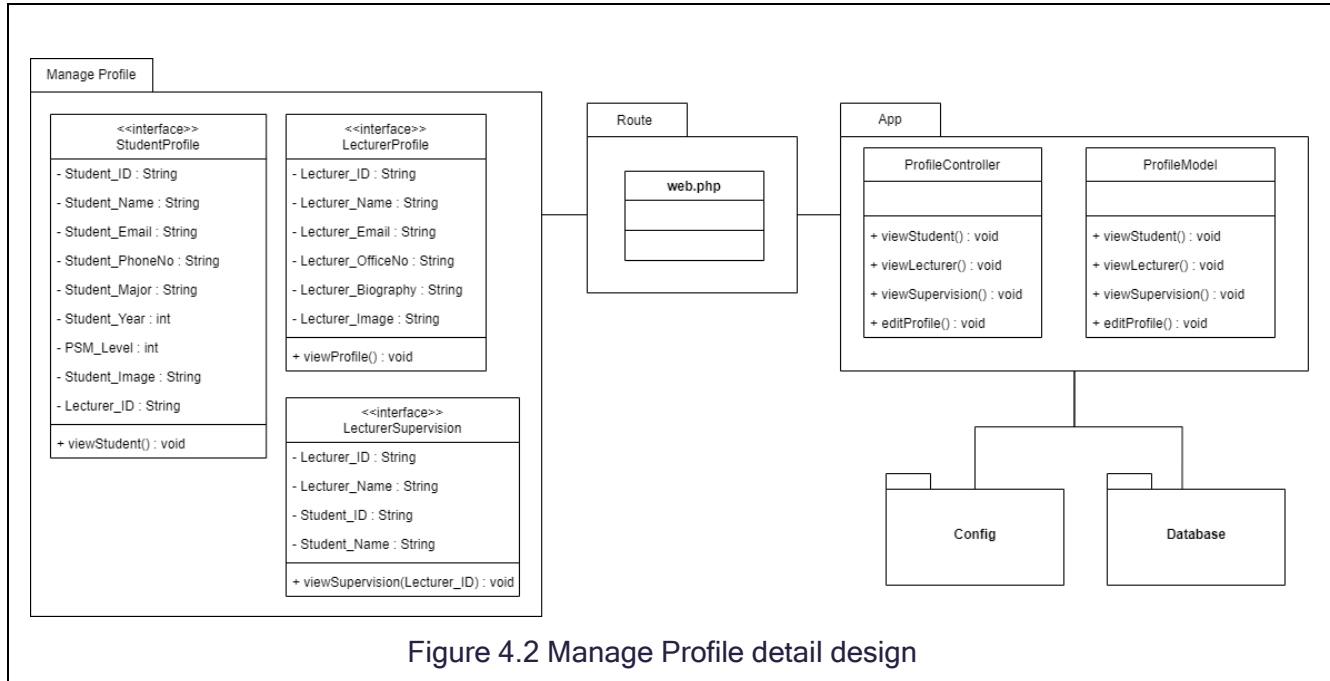 Manage Profile
<<interface>>
StudentProfile
- Student_ID : String
- Student_Name : String
- Student_Email : String
- Student_PhoneNo : String
- Student_Major : String
- Student_Year : int
- PSM_Level : int
- Student_Image : String
- Lecturer_ID : String
+ viewStudent() : void
<<interface>>
LecturerProfile
- Lecturer_ID : String
- Lecturer_Name : String
- Lecturer_Email : String
- Lecturer_OfficeNo : String
- Lecturer_Biography : String
- Lecturer_Image : String
+ viewProfile() : void
<<interface>>
LecturerSupervision
- Lecturer_ID : String
- Lecturer_Name : String
- Student_ID : String
- Student_Name : String
+ viewSupervision(Lecturer_ID) : void
Route
web.php
App
ProfileController
+ viewStudent() : void
+ viewLecturer() : void
+ viewSupervision() : void
+ editProfile() : void
ProfileModel
+ viewStudent() : void
+ viewLecturer() : void
+ viewSupervision() : void
+ editProfile() : void
Config
Database
Figure 4.2 Manage Profile detail design